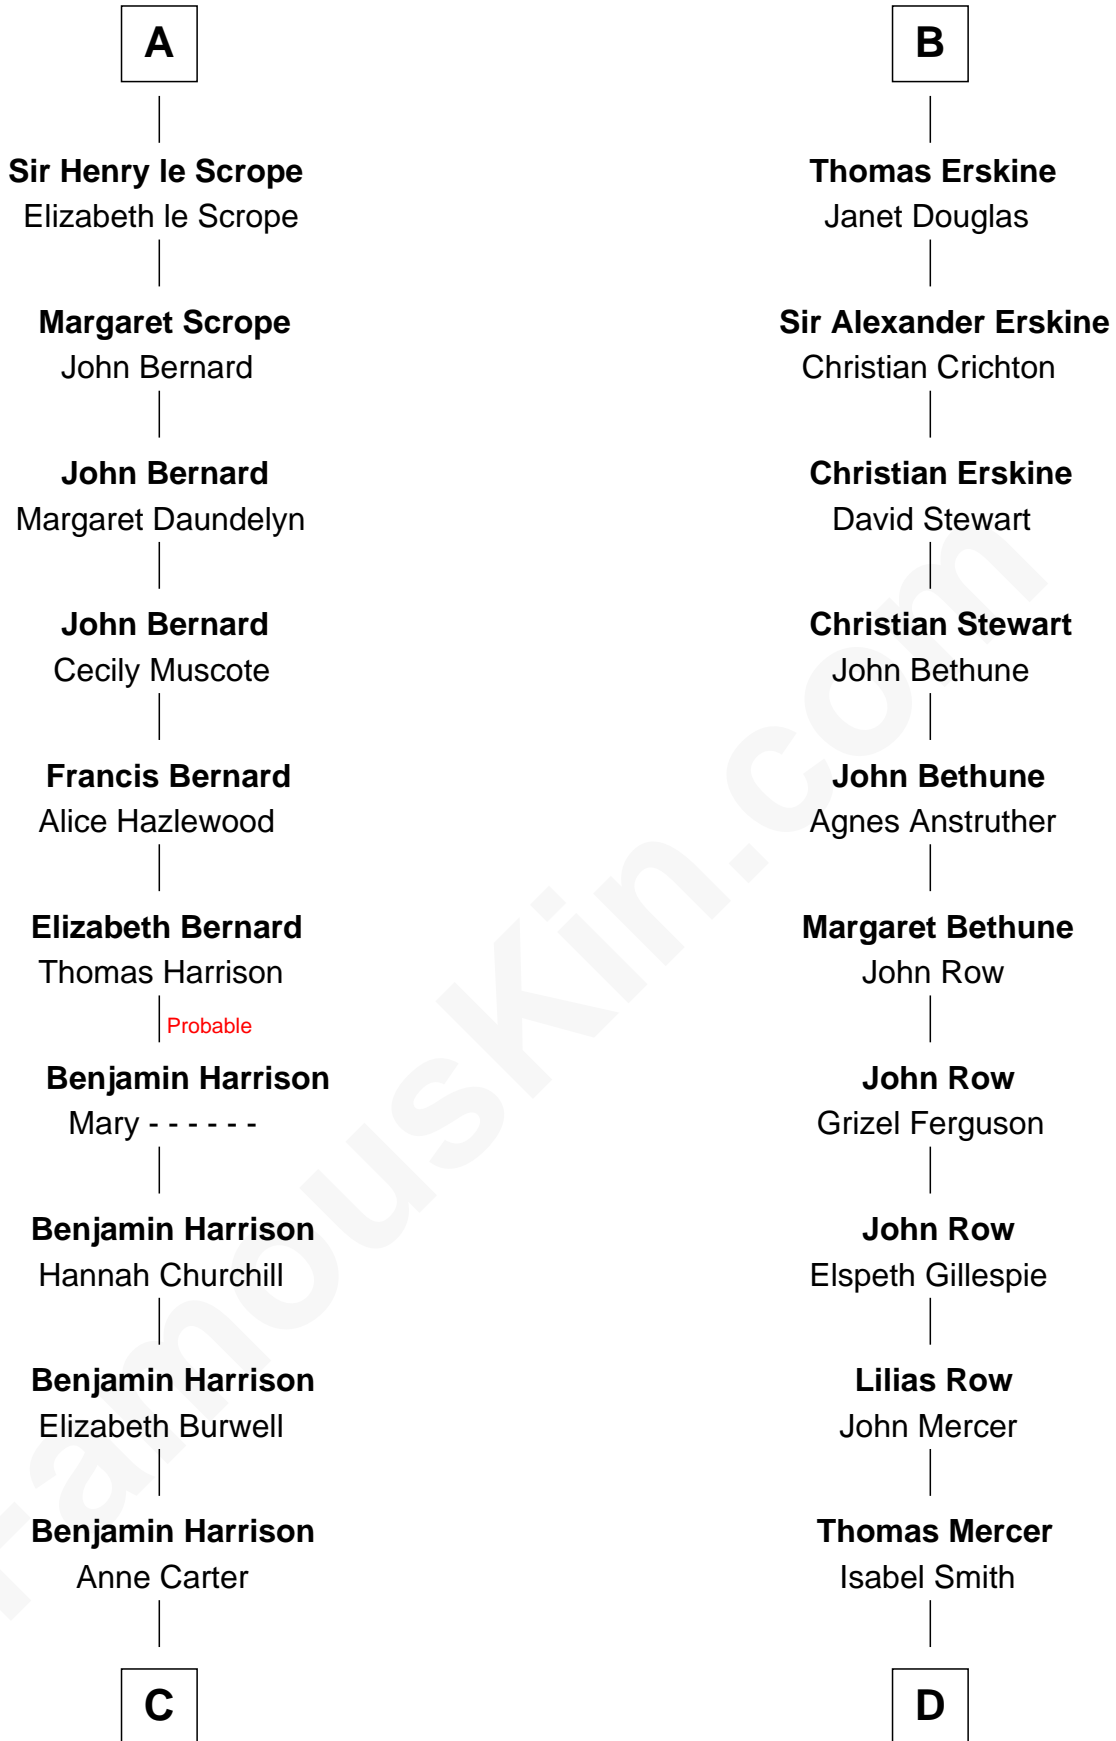 A
Sir Henry le Scrope
Elizabeth le Scrope
Margaret Scrope
John Bernard
John Bernard
Margaret Daundelyn
John Bernard
Cecily Muscote
Francis Bernard
Alice Hazlewood
Elizabeth Bernard
Thomas Harrison
Probable
Benjamin Harrison
Mary - - - - - -
Benjamin Harrison
Hannah Churchill
Benjamin Harrison
Elizabeth Burwell
Benjamin Harrison
Anne Carter
C
B
Thomas Erskine
Janet Douglas
Sir Alexander Erskine
Christian Crichton
Christian Erskine
David Stewart
Christian Stewart
John Bethune
John Bethune
Agnes Anstruther
Margaret Bethune
John Row
John Row
Grizel Ferguson
John Row
Elspeth Gillespie
Lilias Row
John Mercer
Thomas Mercer
Isabel Smith
D
FamousKin.com